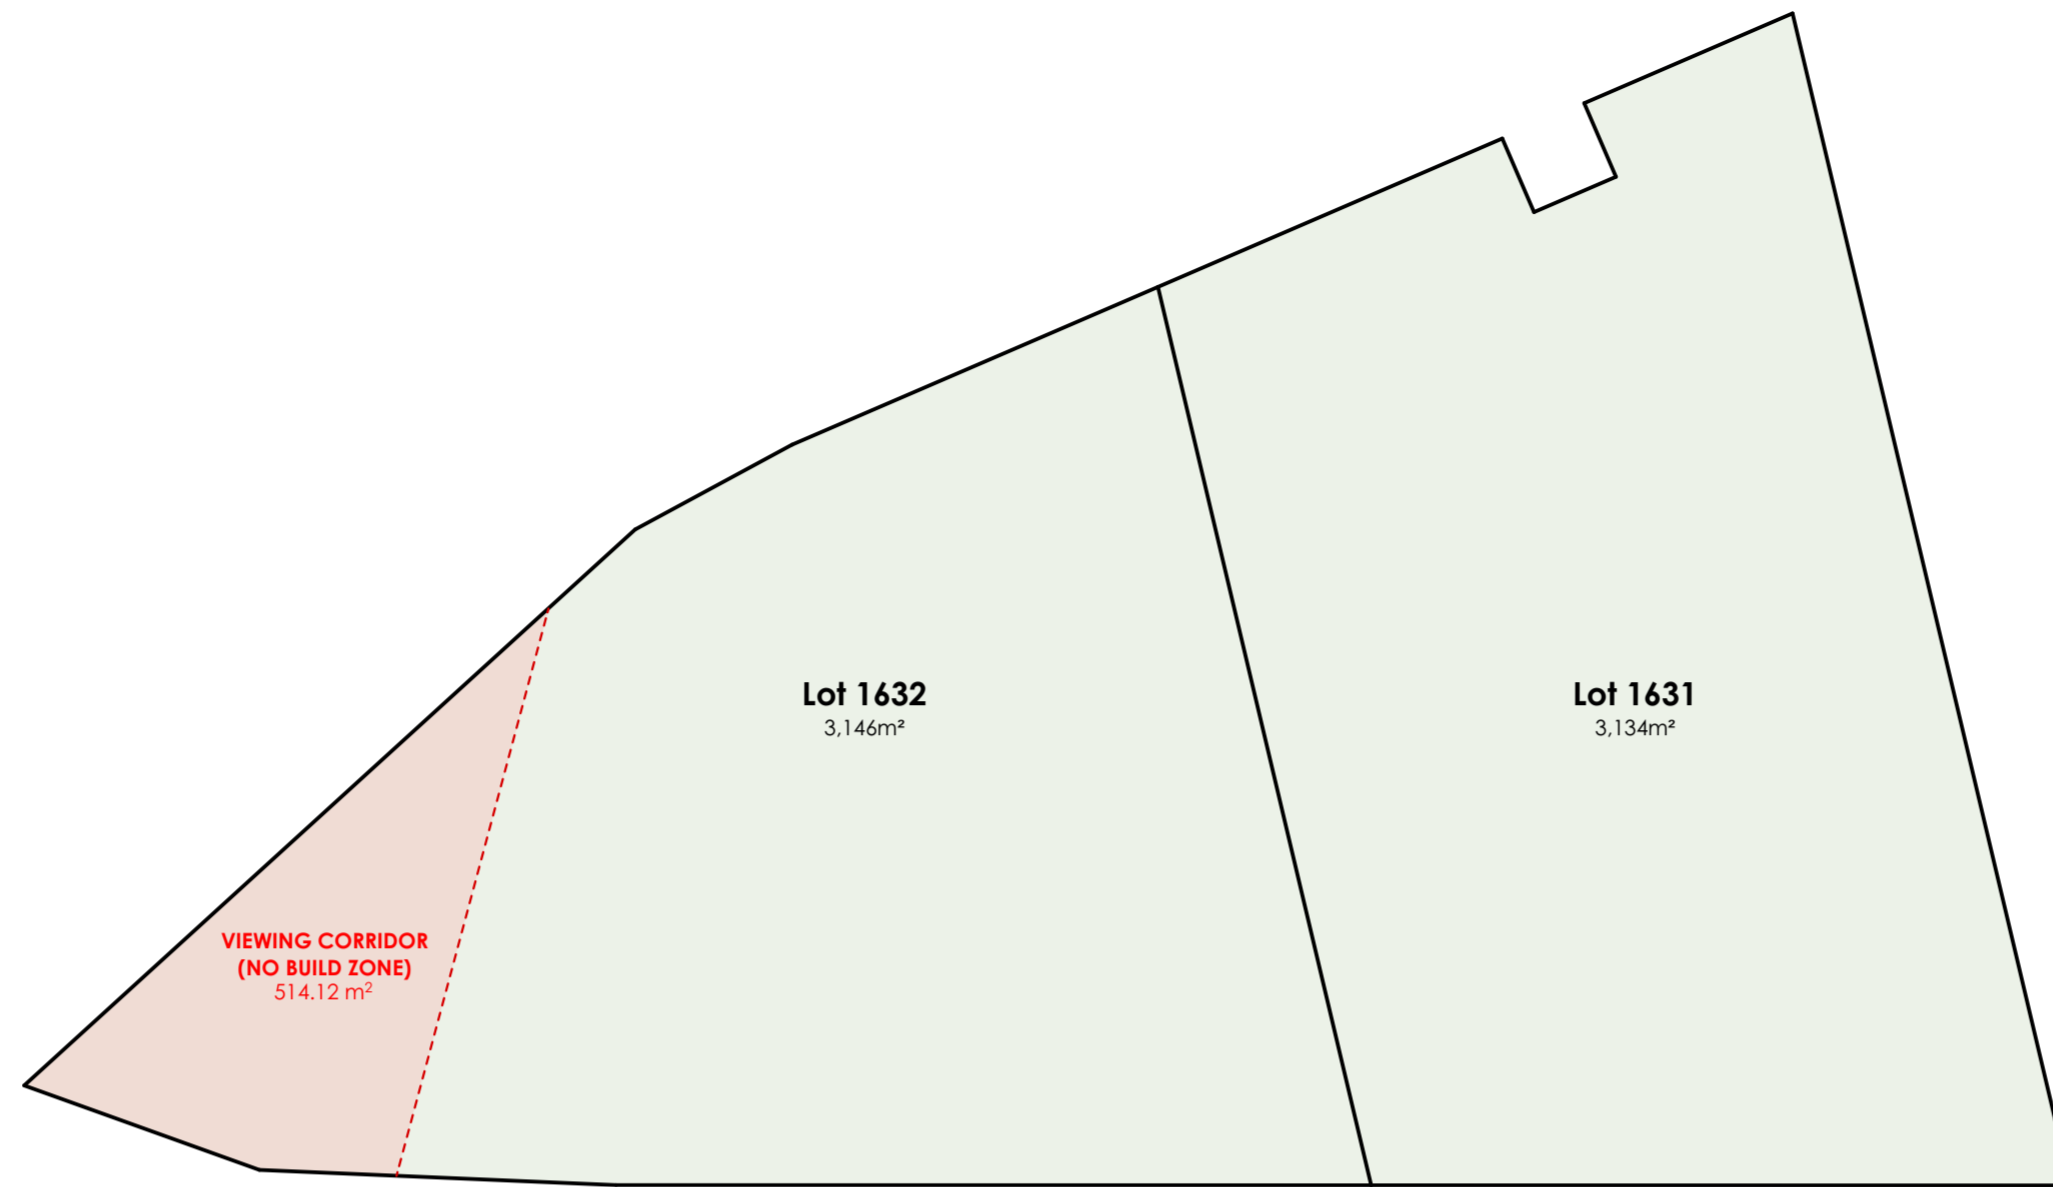 Lot 1632
3,146m²
Lot 1631
3,134m²
VIEWING CORRIDOR
(NO BUILD ZONE)
514.12 m²